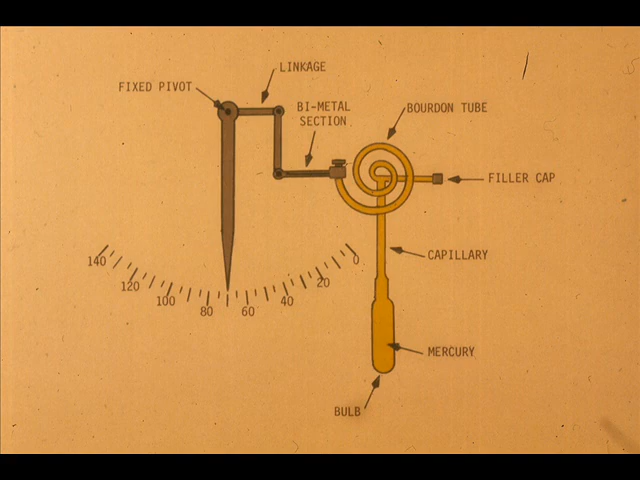 LINKAGE
FIXED PIVOT
BI-METAL
SECTION
BOURDON TUBE
FILLER CAP
CAPILLARY
140
120
100
80
60
40
20
0
MERCURY
BULB